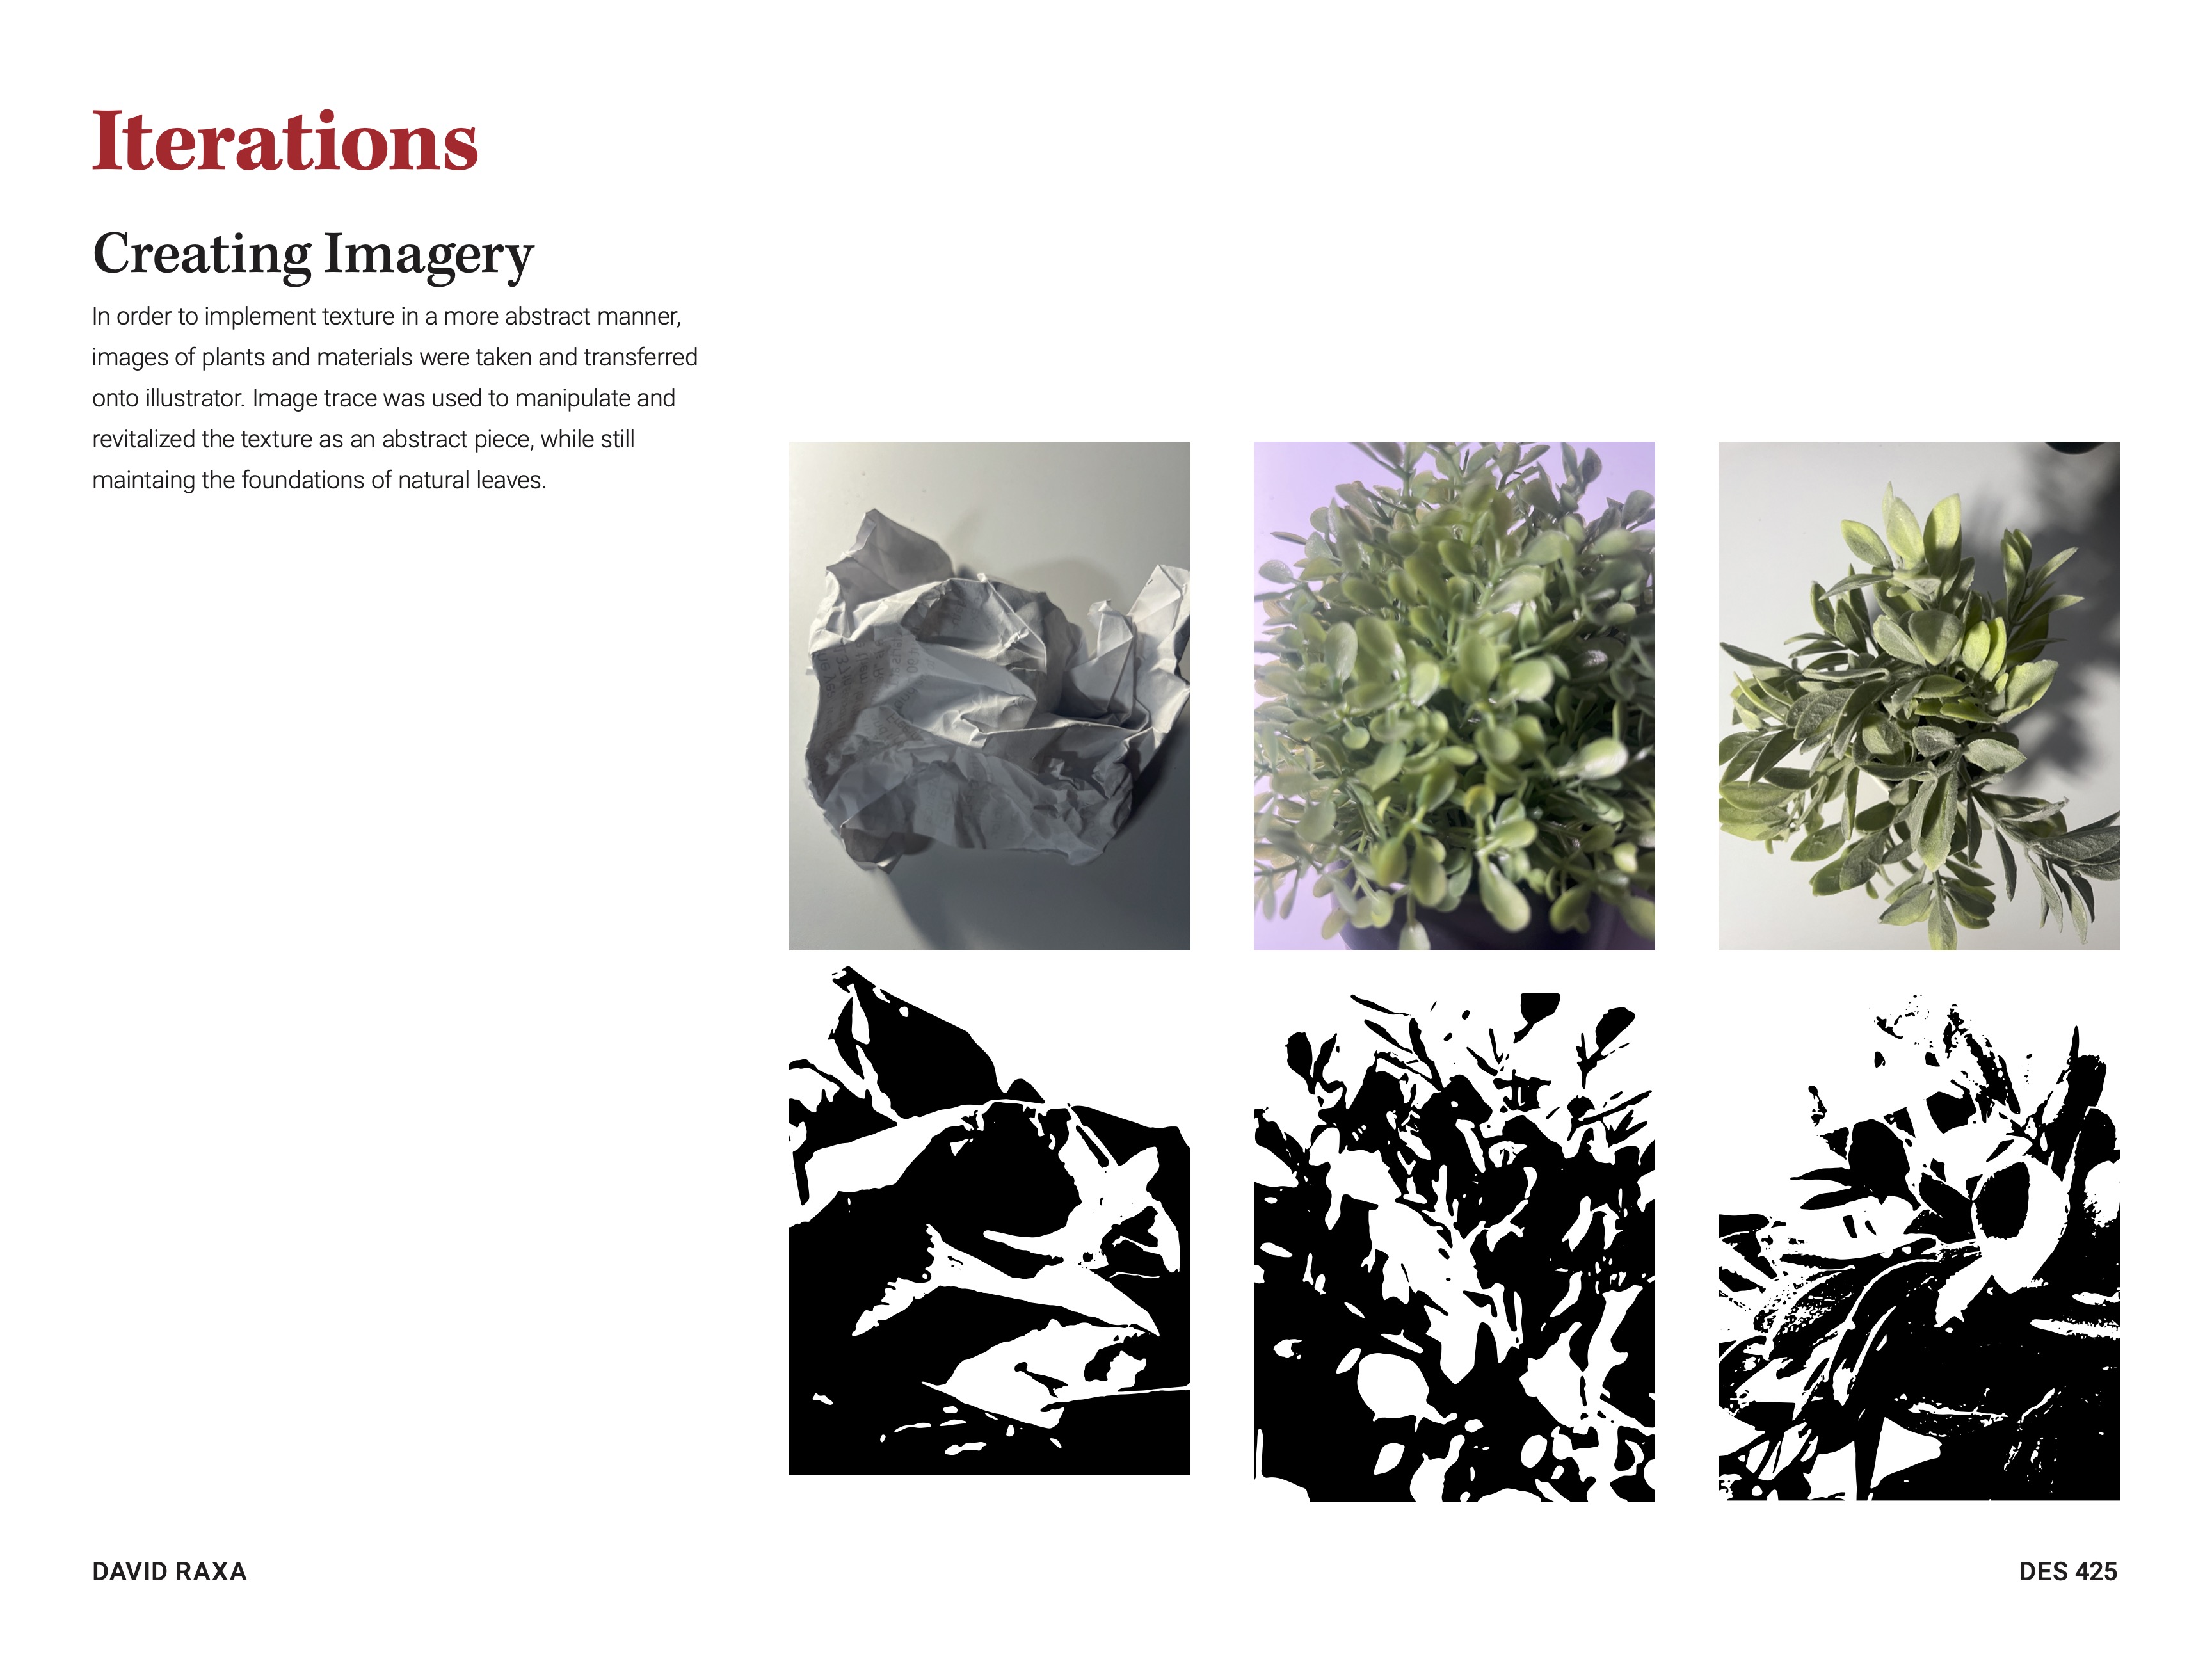 Iterations
Creating Imagery
In order to implement texture in a more abstract manner,
images of plants and materials were taken and transferred
onto illustrator. Image trace was used to manipulate and
revitalized the texture as an abstract piece, while still
maintaing the foundations of natural leaves.
DAVID RAXA
DES 425